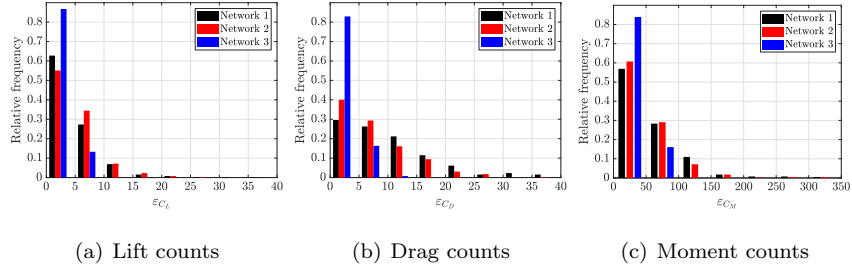 Network 1
Network 2
Network 3
Relative frequency
0.8
0.7
0.6
0.5
0.4
0.3
0.2
0.1
0
0 5 10 15 20 25 30 35 40
ε_{C_L}
(a) Lift counts
Network 1
Network 2
Network 3
Relative frequency
0.8
0.7
0.6
0.5
0.4
0.3
0.2
0.1
0
0 5 10 15 20 25 30 35 40
ε_{C_D}
(b) Drag counts
Network 1
Network 2
Network 3
Relative frequency
0.9
0.8
0.7
0.6
0.5
0.4
0.3
0.2
0.1
0
0 50 100 150 200 250 300 350
ε_{C_M}
(c) Moment counts